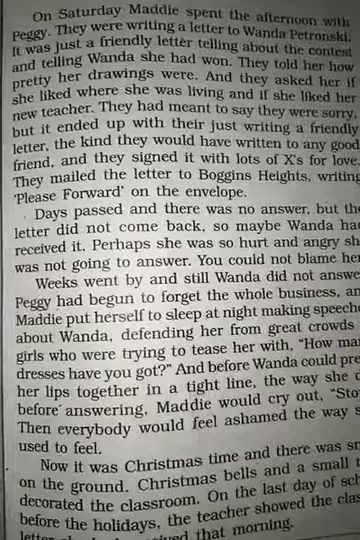 On Saturday Maddie spent the afternoon with
Peggy. They were writing a letter to Wanda Petronski.
It was just a friendly letter telling about the contest
and telling Wanda she had won. They told her how
pretty her drawings were. And they asked her if
she liked where she was living and if she liked her
new teacher. They had meant to say they were sorry,
but it ended up with their just writing a friendly
letter, the kind they would have written to any good
friend, and they signed it with lots of X's for love.
They mailed the letter to Boggins Heights, writing
'Please Forward' on the envelope.
Days passed and there was no answer, but the
letter did not come back, so maybe Wanda had
received it. Perhaps she was so hurt and angry sh
was not going to answer. You could not blame her
Weeks went by and still Wanda did not answe
Peggy had begun to forget the whole business, an
Maddie put herself to sleep at night making speeche
about Wanda, defending her from great crowds
girls who were trying to tease her with, "How man
dresses have you got?" And before Wanda could pre
her lips together in a tight line, the way she d
before answering, Maddie would cry out, "Sto
Then everybody would feel ashamed the way s
used to feel.
Now it was Christmas time and there was sn
on the ground. Christmas bells and a small t
decorated the classroom. On the last day of sch
before the holidays, the teacher showed the clas
that morning.